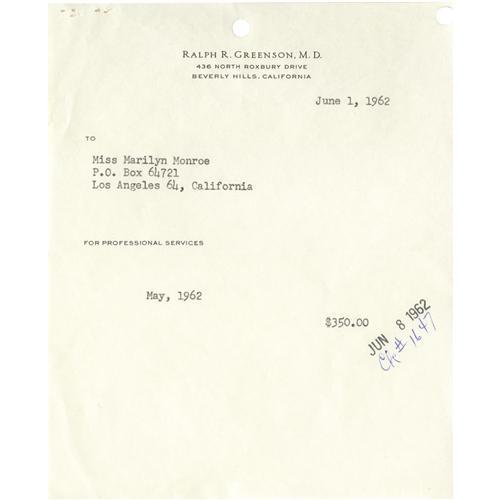 RALPH R. GREENSON, M.D.
436 NORTH ROXBURY DRIVE
BEVERLY HILLS, CALIFORNIA
June 1, 1962
TO
Miss Marilyn Monroe
P.O. Box 64721
Los Angeles 64, California
FOR PROFESSIONAL SERVICES
May, 1962
$350.00
JUN 8 1962
Ck # 1647